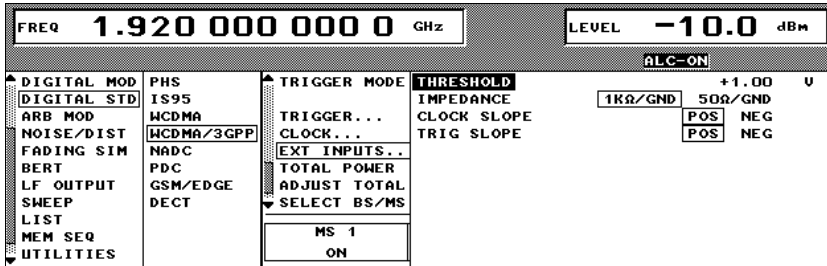 FREQ 1.920 000 000 0 GHz LEVEL -10.0 dBm
ALC-ON
DIGITAL MOD PHS TRIGGER MODE THRESHOLD +1.00 V
DIGITAL STD IS95 IMPEDANCE 1KΩ/GND 50Ω/GND
ARB MOD WCDMA TRIGGER... CLOCK SLOPE POS NEG
NOISE/DIST WCDMA/3GPP CLOCK... TRIG SLOPE POS NEG
FADING SIM NADC EXT INPUTS..
BERT PDC TOTAL POWER
LF OUTPUT GSM/EDGE ADJUST TOTAL
SWEEP DECT SELECT BS/MS
LIST
MEM SEQ MS 1
UTILITIES ON